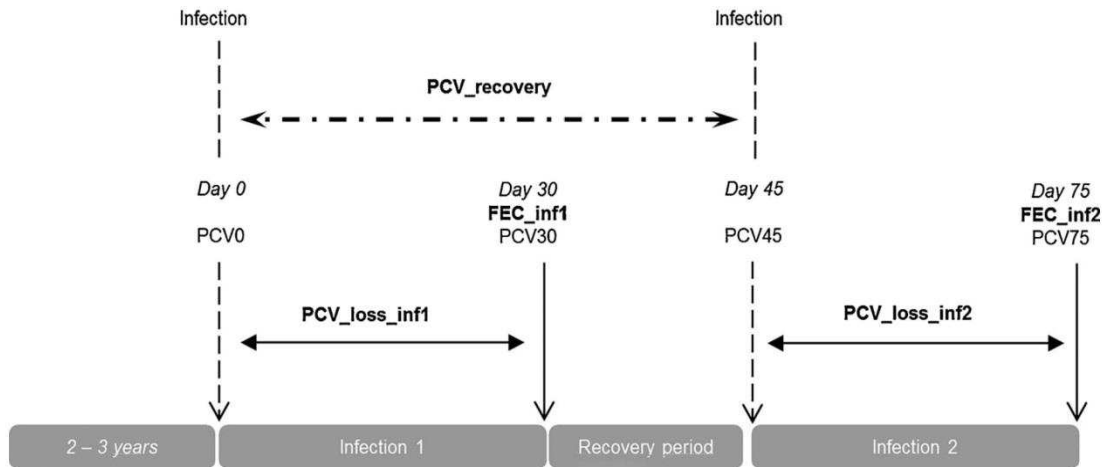 Infection
Infection
PCV_recovery
Day 0
Day 30
Day 45
Day 75
FEC_inf1
FEC_inf2
PCV0
PCV30
PCV45
PCV75
PCV_loss_inf1
PCV_loss_inf2
2 – 3 years
Infection 1
Recovery period
Infection 2